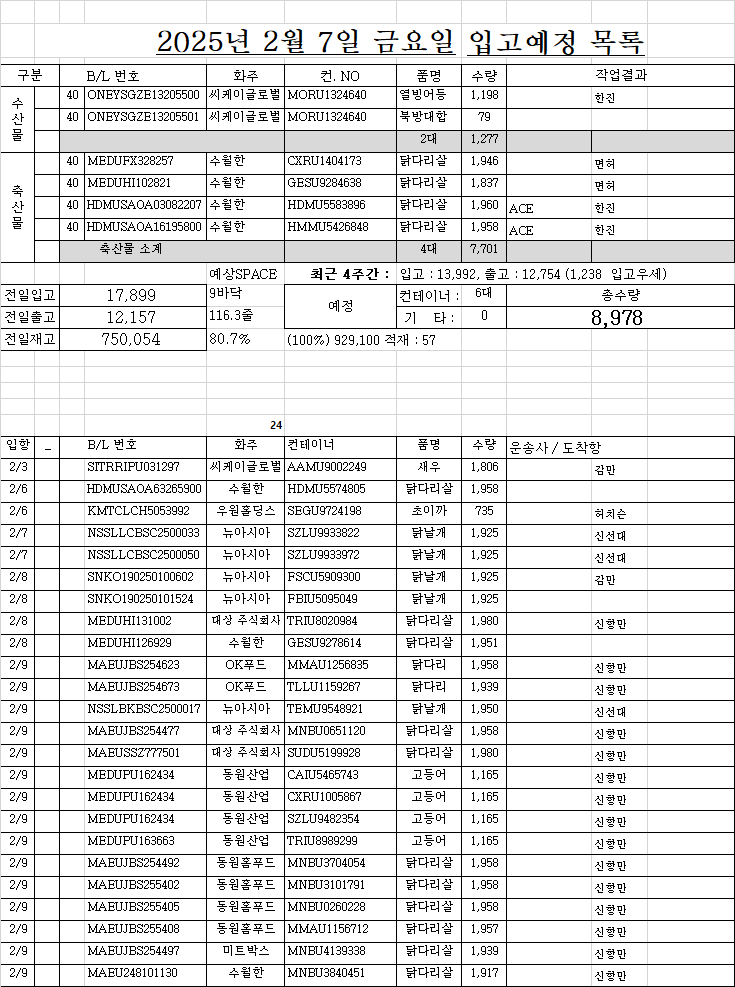 2025년 2월 7일 금요일 입고예정 목록
구분 B/L 번호 화주 컨. NO 품명 수량 작업결과
수산물
40 ONEYSGZE13205500 씨케이글로벌 MORU1324640 열빙어등 1,198 한진
40 ONEYSGZE13205501 씨케이글로벌 MORU1324640 북방대합 79
2대 1,277
축산물
40 MEDUFX328257 수월한 CXRU1404173 닭다리살 1,946 면허
40 MEDUHI102821 수월한 GESU9284638 닭다리살 1,837 면허
40 HDMUSAOA03082207 수월한 HDMU5583896 닭다리살 1,960 ACE 한진
40 HDMUSAOA16195800 수월한 HMMU5426848 닭다리살 1,958 ACE 한진
축산물 소계 4대 7,701
예상SPACE 최근 4주간 : 입고 : 13,992, 출고 : 12,754 (1,238 입고우세)
전일입고 17,899 9바닥 예정 컨테이너 : 6대 총수량
전일출고 12,157 116.3줄 기 타 : 0 8,978
전일재고 750,054 80.7% (100%) 929,100 적재 : 57
24
입항 _ B/L 번호 화주 컨테이너 품명 수량 운송사 / 도착항
2/3 SITRRIPU031297 씨케이글로벌 AAMU9002249 새우 1,806 감만
2/6 HDMUSAOA63265900 수월한 HDMU5574805 닭다리살 1,958
2/6 KMTCLCH5053992 우원홀딩스 SEGU9724198 초이까 735 허치슨
2/7 NSSLLCBSC2500033 뉴아시아 SZLU9933822 닭날개 1,925 신선대
2/7 NSSLLCBSC2500050 뉴아시아 SZLU9933972 닭날개 1,925 신선대
2/8 SNKO190250100602 뉴아시아 FSCU5909300 닭날개 1,925 감만
2/8 SNKO190250101524 뉴아시아 FBIU5095049 닭날개 1,925
2/8 MEDUHI131002 대상 주식회사 TRIU8020984 닭다리살 1,980 신항만
2/8 MEDUHI126929 수월한 GESU9278614 닭다리살 1,951
2/9 MAEUJBS254623 OK푸드 MMAU1256835 닭다리 1,958 신항만
2/9 MAEUJBS254673 OK푸드 TLLU1159267 닭다리 1,939 신항만
2/9 NSSLBKBSC2500017 뉴아시아 TEMU9548921 닭날개 1,950 신선대
2/9 MAEUJBS254477 대상 주식회사 MNBU0651120 닭다리살 1,958 신항만
2/9 MAEUSSZ777501 대상 주식회사 SUDU5199928 닭다리살 1,980 신항만
2/9 MEDUPU162434 동원산업 CAIU5465743 고등어 1,165 신항만
2/9 MEDUPU162434 동원산업 CXRU1005867 고등어 1,165 신항만
2/9 MEDUPU162434 동원산업 SZLU9482354 고등어 1,165 신항만
2/9 MEDUPU163663 동원산업 TRIU8989299 고등어 1,165 신항만
2/9 MAEUJBS254492 동원홈푸드 MNBU3704054 닭다리살 1,958 신항만
2/9 MAEUJBS255402 동원홈푸드 MNBU3101791 닭다리살 1,958 신항만
2/9 MAEUJBS255405 동원홈푸드 MNBU0260228 닭다리살 1,958 신항만
2/9 MAEUJBS255408 동원홈푸드 MMAU1156712 닭다리살 1,957 신항만
2/9 MAEUJBS254497 미트박스 MNBU4139338 닭다리살 1,939 신항만
2/9 MAEU248101130 수월한 MNBU3840451 닭다리살 1,917 신항만